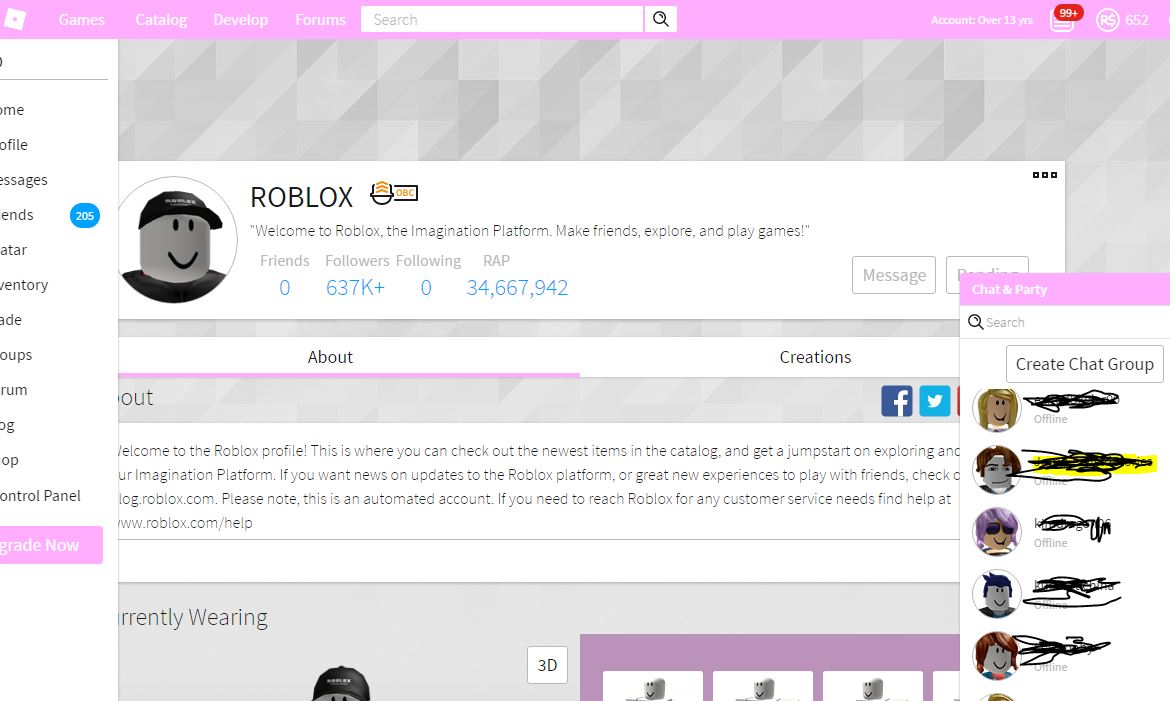 Games Catalog Develop Forums Search Account: Over 13 yrs 99+ R$ 652
ome
ofile
essages
iends 205
atar
ventory
ade
oups
rum
og
op
ontrol Panel
grade Now
ROBLOX
ROBLOX OBC
"Welcome to Roblox, the Imagination Platform. Make friends, explore, and play games!"
Friends Followers Following RAP
0 637K+ 0 34,667,942
Message Pending
About Creations
out
elcome to the Roblox profile! This is where you can check out the newest items in the catalog, and get a jumpstart on exploring and
ur Imagination Platform. If you want news on updates to the Roblox platform, or great new experiences to play with friends, check o
log.roblox.com. Please note, this is an automated account. If you need to reach Roblox for any customer service needs find help at
www.roblox.com/help
rrently Wearing
3D
ROBLOX
Chat & Party
Search
Create Chat Group
Offline
Offline
Offline
Offline
Offline